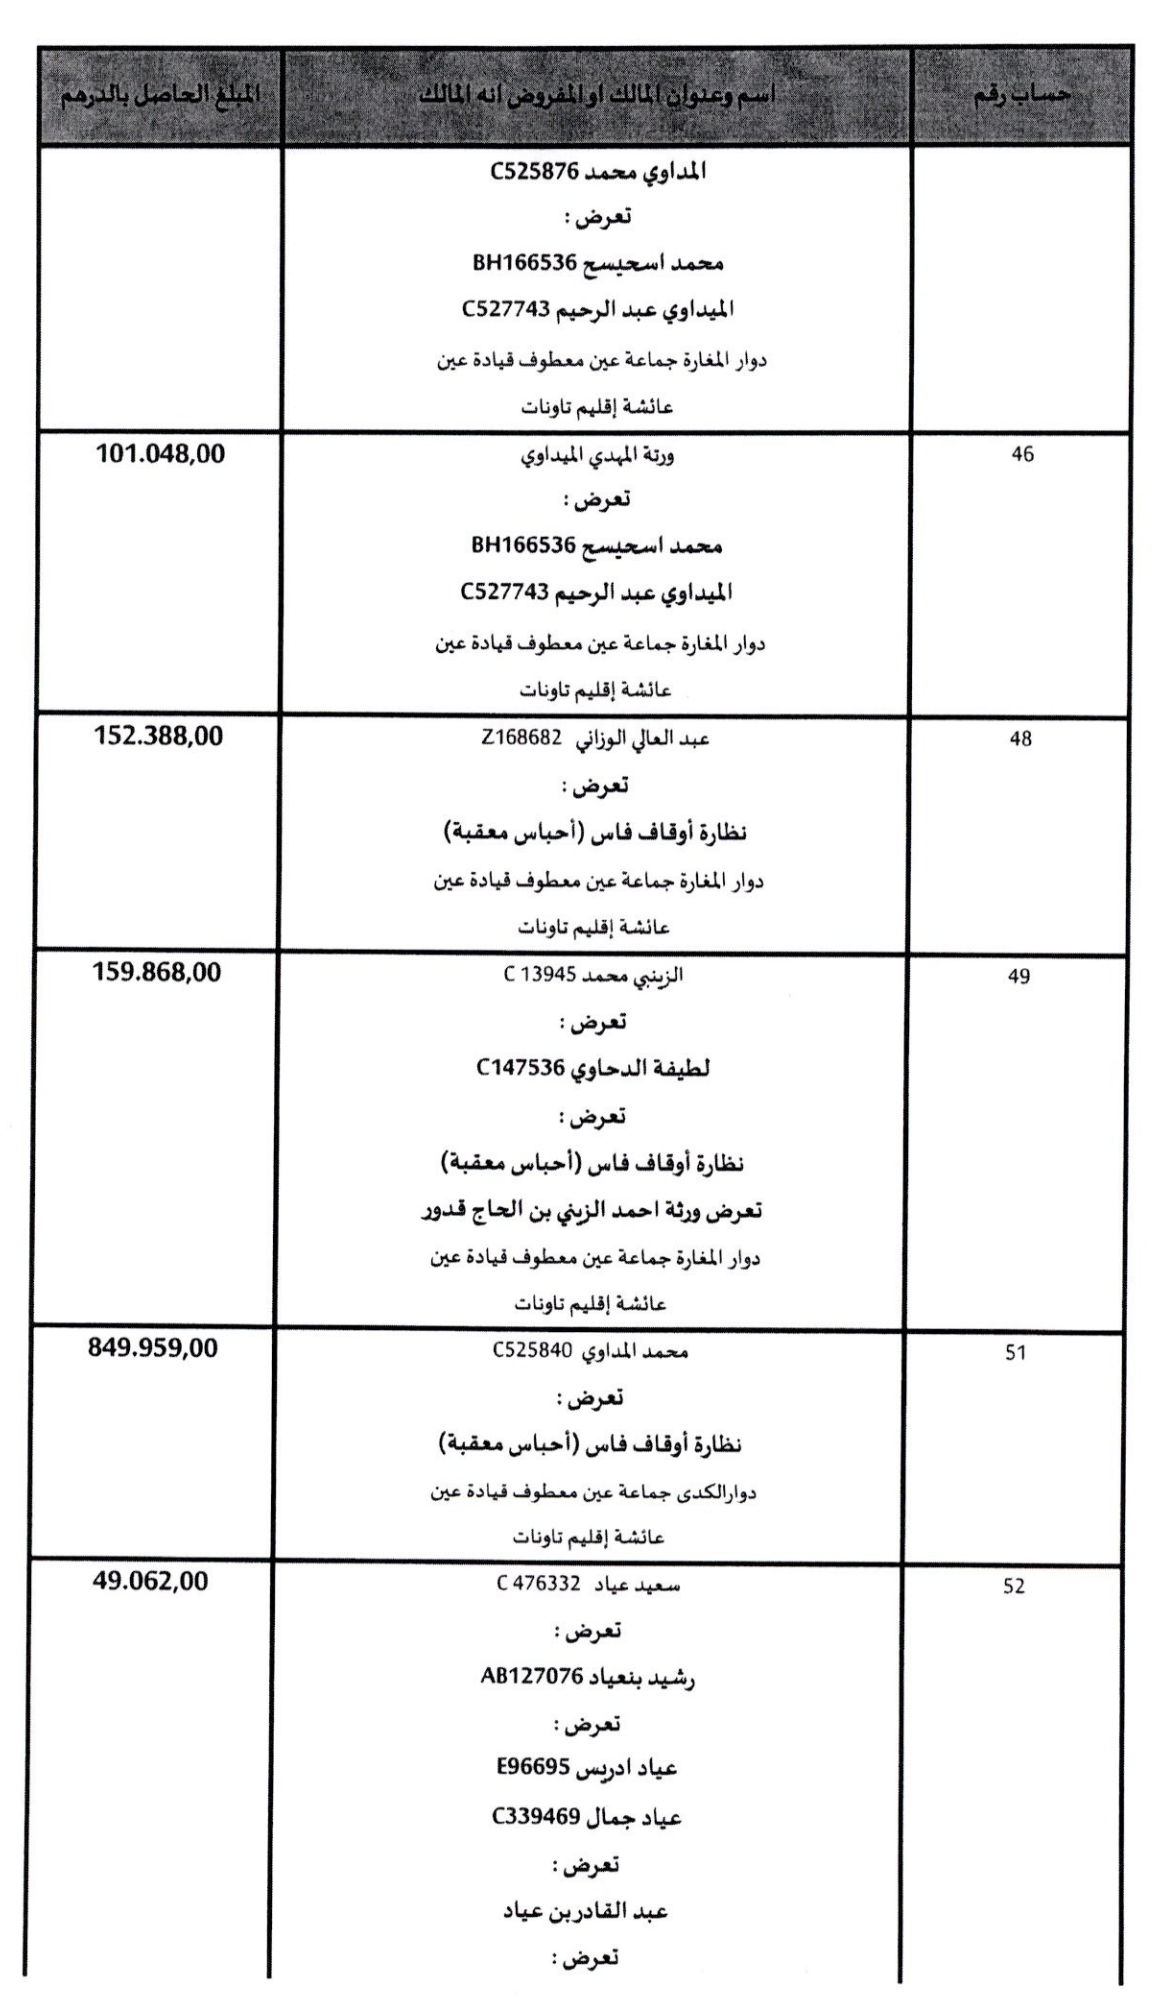 حساب رقم	اسم وعنوان المالك او المفروض انه المالك	المبلغ الحاصل بالدرهم
المداوي محمد C525876
تعرض :
محمد اسحيسح BH166536
الميداوي عبد الرحيم C527743
دوار المغارة جماعة عين معطوف قيادة عين
عائشة إقليم تاونات
46	ورتة المهدي الميداوي	101.048,00
تعرض :
محمد اسحيسح BH166536
الميداوي عبد الرحيم C527743
دوار المغارة جماعة عين معطوف قيادة عين
عائشة إقليم تاونات
48	عبد العالي الوزاني Z168682	152.388,00
تعرض :
نظارة أوقاف فاس (أحباس معقبة)
دوار المغارة جماعة عين معطوف قيادة عين
عائشة إقليم تاونات
49	الزينبي محمد C 13945	159.868,00
تعرض :
لطيفة الدحاوي C147536
تعرض :
نظارة أوقاف فاس (أحباس معقبة)
تعرض ورثة احمد الزيني بن الحاج قدور
دوار المغارة جماعة عين معطوف قيادة عين
عائشة إقليم تاونات
51	محمد المداوي C525840	849.959,00
تعرض :
نظارة أوقاف فاس (أحباس معقبة)
دوارالكدى جماعة عين معطوف قيادة عين
عائشة إقليم تاونات
52	سعيد عياد C 476332	49.062,00
تعرض :
رشيد بنعياد AB127076
تعرض :
عياد ادريس E96695
عياد جمال C339469
تعرض :
عبد القادربن عياد
تعرض :